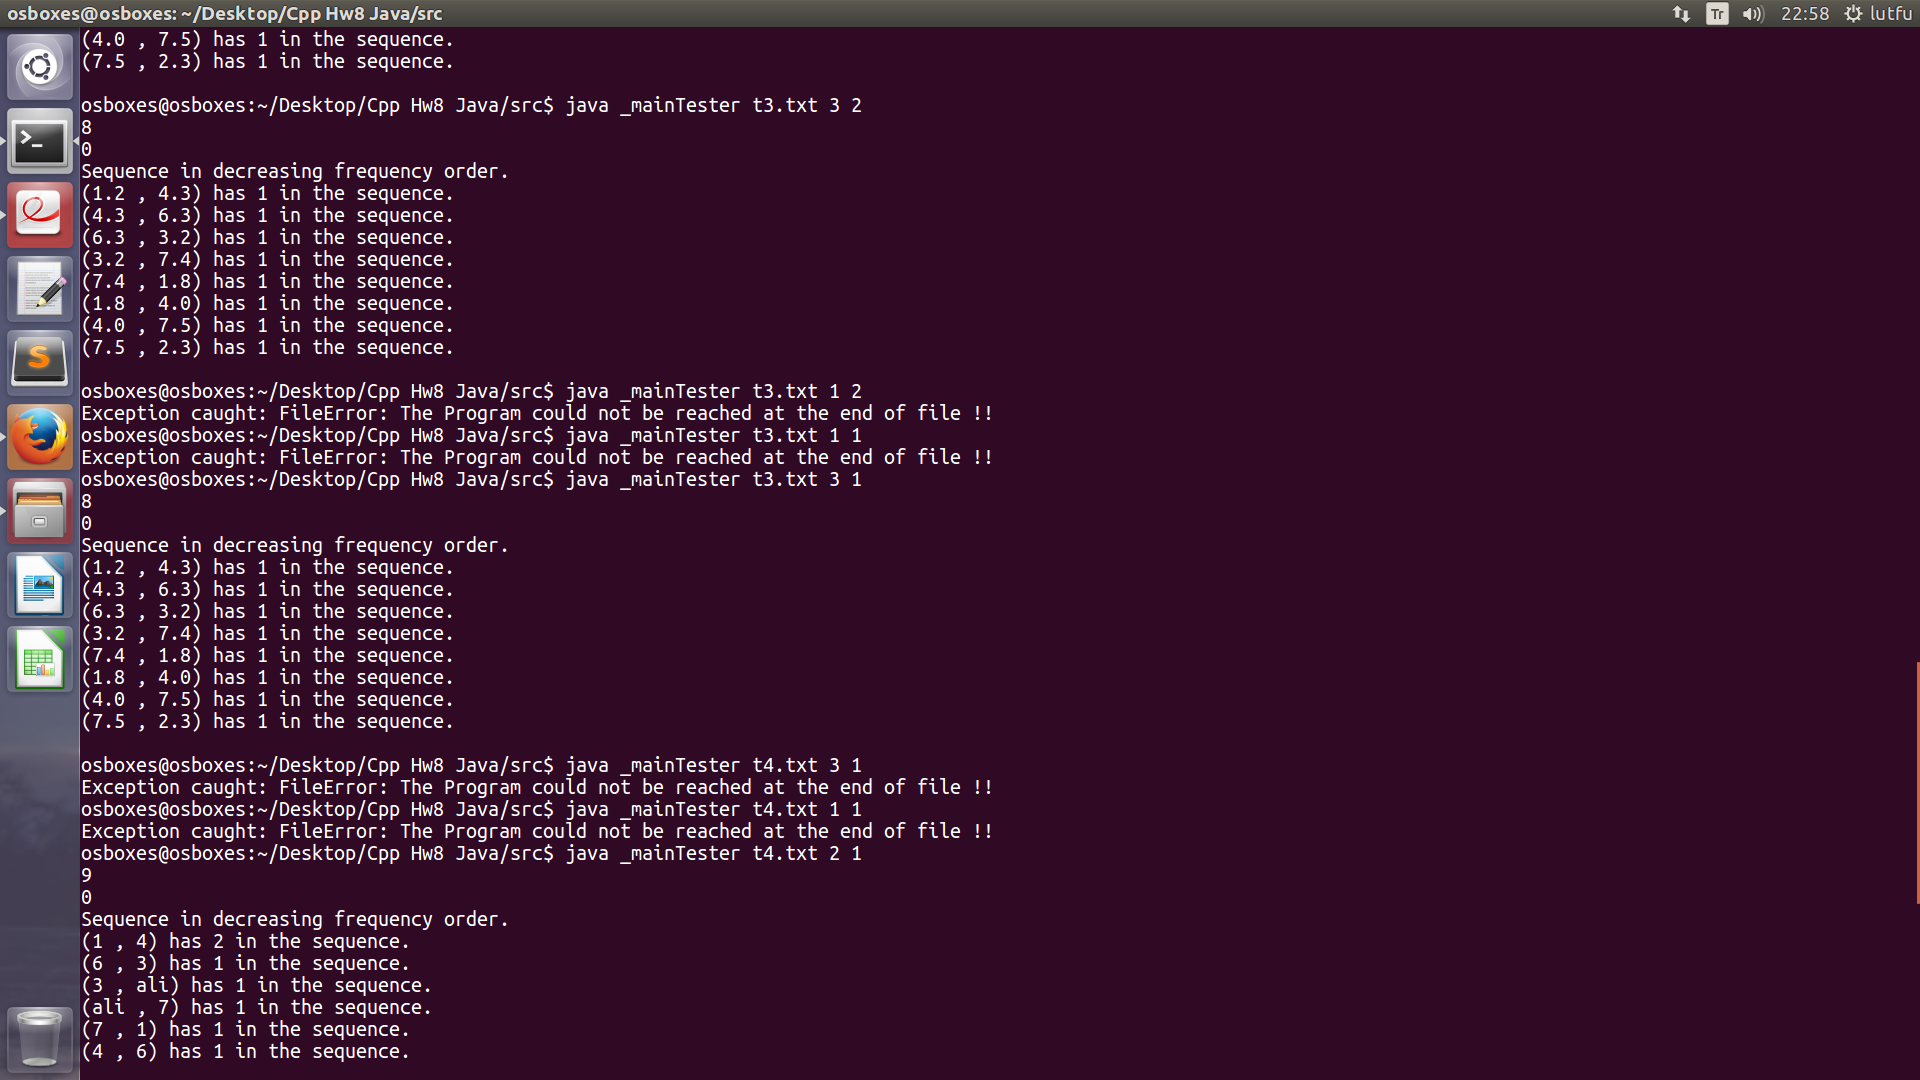 osboxes@osboxes: ~/Desktop/Cpp Hw8 Java/src
Tr
22:58
lutfu
(4.0 , 7.5) has 1 in the sequence.
(7.5 , 2.3) has 1 in the sequence.
osboxes@osboxes:~/Desktop/Cpp Hw8 Java/src$ java _mainTester t3.txt 3 2
8
0
Sequence in decreasing frequency order.
(1.2 , 4.3) has 1 in the sequence.
(4.3 , 6.3) has 1 in the sequence.
(6.3 , 3.2) has 1 in the sequence.
(3.2 , 7.4) has 1 in the sequence.
(7.4 , 1.8) has 1 in the sequence.
(1.8 , 4.0) has 1 in the sequence.
(4.0 , 7.5) has 1 in the sequence.
(7.5 , 2.3) has 1 in the sequence.
osboxes@osboxes:~/Desktop/Cpp Hw8 Java/src$ java _mainTester t3.txt 1 2
Exception caught: FileError: The Program could not be reached at the end of file !!
osboxes@osboxes:~/Desktop/Cpp Hw8 Java/src$ java _mainTester t3.txt 1 1
Exception caught: FileError: The Program could not be reached at the end of file !!
osboxes@osboxes:~/Desktop/Cpp Hw8 Java/src$ java _mainTester t3.txt 3 1
8
0
Sequence in decreasing frequency order.
(1.2 , 4.3) has 1 in the sequence.
(4.3 , 6.3) has 1 in the sequence.
(6.3 , 3.2) has 1 in the sequence.
(3.2 , 7.4) has 1 in the sequence.
(7.4 , 1.8) has 1 in the sequence.
(1.8 , 4.0) has 1 in the sequence.
(4.0 , 7.5) has 1 in the sequence.
(7.5 , 2.3) has 1 in the sequence.
osboxes@osboxes:~/Desktop/Cpp Hw8 Java/src$ java _mainTester t4.txt 3 1
Exception caught: FileError: The Program could not be reached at the end of file !!
osboxes@osboxes:~/Desktop/Cpp Hw8 Java/src$ java _mainTester t4.txt 1 1
Exception caught: FileError: The Program could not be reached at the end of file !!
osboxes@osboxes:~/Desktop/Cpp Hw8 Java/src$ java _mainTester t4.txt 2 1
9
0
Sequence in decreasing frequency order.
(1 , 4) has 2 in the sequence.
(6 , 3) has 1 in the sequence.
(3 , ali) has 1 in the sequence.
(ali , 7) has 1 in the sequence.
(7 , 1) has 1 in the sequence.
(4 , 6) has 1 in the sequence.